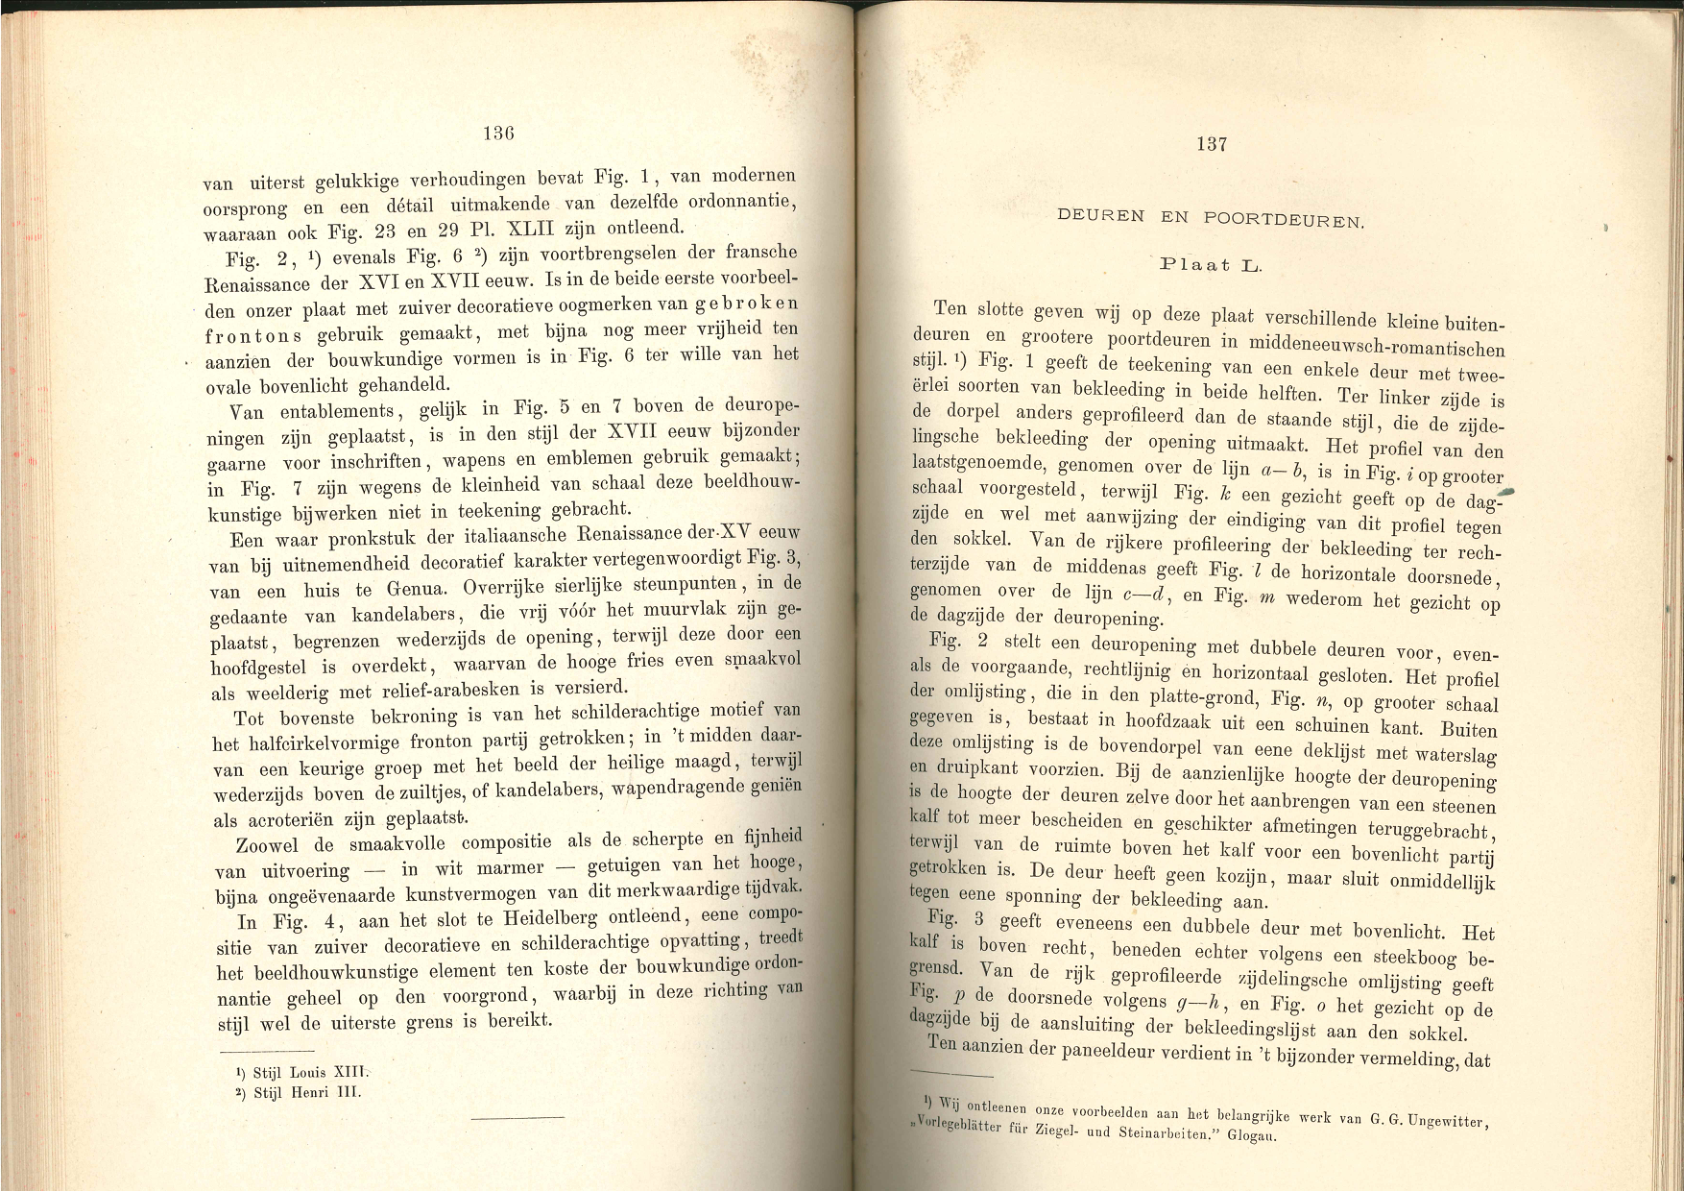 136
van uiterst gelukkige verhoudingen bevat Fig. 1, van modernen
oorsprong en een détail uitmakende van dezelfde ordonnantie,
waaraan ook Fig. 23 en 29 Pl. XLII zijn ontleend.
Fig. 2, ¹) evenals Fig. 6 ²) zijn voortbrengselen der fransche
Renaissance der XVI en XVII eeuw. Is in de beide eerste voorbeel-
den onzer plaat met zuiver decoratieve oogmerken van gebroken
frontons gebruik gemaakt, met bijna nog meer vrijheid ten
aanzien der bouwkundige vormen is in Fig. 6 ter wille van het
ovale bovenlicht gehandeld.
Van entablements, gelijk in Fig. 5 en 7 boven de deurope-
ningen zijn geplaatst, is in den stijl der XVII eeuw bijzonder
gaarne voor inschriften, wapens en emblemen gebruik gemaakt;
in Fig. 7 zijn wegens de kleinheid van schaal deze beeldhouw-
kunstige bijwerken niet in teekening gebracht.
Een waar pronkstuk der italiaansche Renaissance der XV eeuw
van bij uitnemendheid decoratief karakter vertegenwoordigt Fig. 3,
van een huis te Genua. Overrijke sierlijke steunpunten, in de
gedaante van kandelabers, die vrij vóór het muurvlak zijn ge-
plaatst, begrenzen wederzijds de opening, terwijl deze door een
hoofdgestel is overdekt, waarvan de hooge fries even smaakvol
als weelderig met relief-arabesken is versierd.
Tot bovenste bekroning is van het schilderachtige motief van
het halfcirkelvormige fronton partij getrokken; in 't midden daar-
van een keurige groep met het beeld der heilige maagd, terwijl
wederzijds boven de zuiltjes, of kandelabers, wapendragende geniën
als acroteriën zijn geplaatst.
Zoowel de smaakvolle compositie als de scherpte en fijnheid
van uitvoering — in wit marmer — getuigen van het hooge,
bijna ongeëvenaarde kunstvermogen van dit merkwaardige tijdvak.
In Fig. 4, aan het slot te Heidelberg ontleend, eene compo-
sitie van zuiver decoratieve en schilderachtige opvatting, treedt
het beeldhouwkunstige element ten koste der bouwkundige ordon-
nantie geheel op den voorgrond, waarbij in deze richting van
stijl wel de uiterste grens is bereikt.
¹) Stijl Louis XIII.
²) Stijl Henri III.
137
DEUREN EN POORTDEUREN.
Plaat L.
Ten slotte geven wij op deze plaat verschillende kleine buiten-
deuren en grootere poortdeuren in middeneeuwsch-romantischen
stijl. ¹) Fig. 1 geeft de teekening van een enkele deur met twee-
ërlei soorten van bekleeding in beide helften. Ter linker zijde is
de dorpel anders geprofileerd dan de staande stijl, die de zijde-
lingsche bekleeding der opening uitmaakt. Het profiel van den
laatstgenoemde, genomen over de lijn a—b, is in Fig. i op grooter
schaal voorgesteld, terwijl Fig. k een gezicht geeft op de dag-
zijde en wel met aanwijzing der eindiging van dit profiel tegen
den sokkel. Van de rijkere profileering der bekleeding ter rech-
terzijde van de middenas geeft Fig. l de horizontale doorsnede,
genomen over de lijn c—d, en Fig. m wederom het gezicht op
de dagzijde der deuropening.
Fig. 2 stelt een deuropening met dubbele deuren voor, even-
als de voorgaande, rechtlijnig en horizontaal gesloten. Het profiel
der omlijsting, die in den platte-grond, Fig. n, op grooter schaal
gegeven is, bestaat in hoofdzaak uit een schuinen kant. Buiten
deze omlijsting is de bovendorpel van eene deklijst met waterslag
en druipkant voorzien. Bij de aanzienlijke hoogte der deuropening
is de hoogte der deuren zelve door het aanbrengen van een steenen
kalf tot meer bescheiden en geschikter afmetingen teruggebracht,
terwijl van de ruimte boven het kalf voor een bovenlicht partij
getrokken is. De deur heeft geen kozijn, maar sluit onmiddellijk
tegen eene sponning der bekleeding aan.
Fig. 3 geeft eveneens een dubbele deur met bovenlicht. Het
kalf is boven recht, beneden echter volgens een steekboog be-
grensd. Van de rijk geprofileerde zijdelingsche omlijsting geeft
Fig. p de doorsnede volgens g—h, en Fig. o het gezicht op de
dagzijde bij de aansluiting der bekleedingslijst aan den sokkel.
Ten aanzien der paneeldeur verdient in 't bijzonder vermelding, dat
¹) Wij ontleenen onze voorbeelden aan het belangrijke werk van G. G. Ungewitter,
„Vorlegeblätter für Ziegel- und Steinarbeiten.” Glogau.